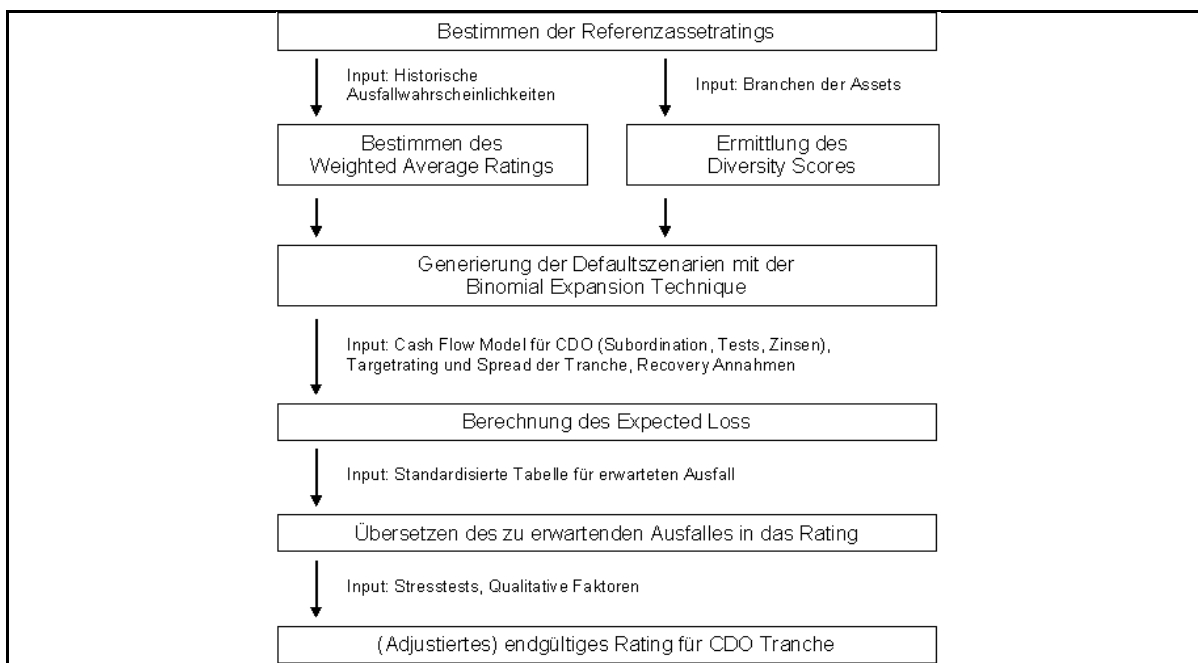 Bestimmen der Referenzassetratings
Input: Historische
Ausfallwahrscheinlichkeiten
Input: Branchen der Assets
Bestimmen des
Weighted Average Ratings
Ermittlung des
Diversity Scores
Generierung der Defaultszenarien mit der
Binomial Expansion Technique
Input: Cash Flow Model für CDO (Subordination, Tests, Zinsen),
Targetrating und Spread der Tranche, Recovery Annahmen
Berechnung des Expected Loss
Input: Standardisierte Tabelle für erwarteten Ausfall
Übersetzen des zu erwartenden Ausfalles in das Rating
Input: Stresstests, Qualitative Faktoren
(Adjustiertes) endgültiges Rating für CDO Tranche